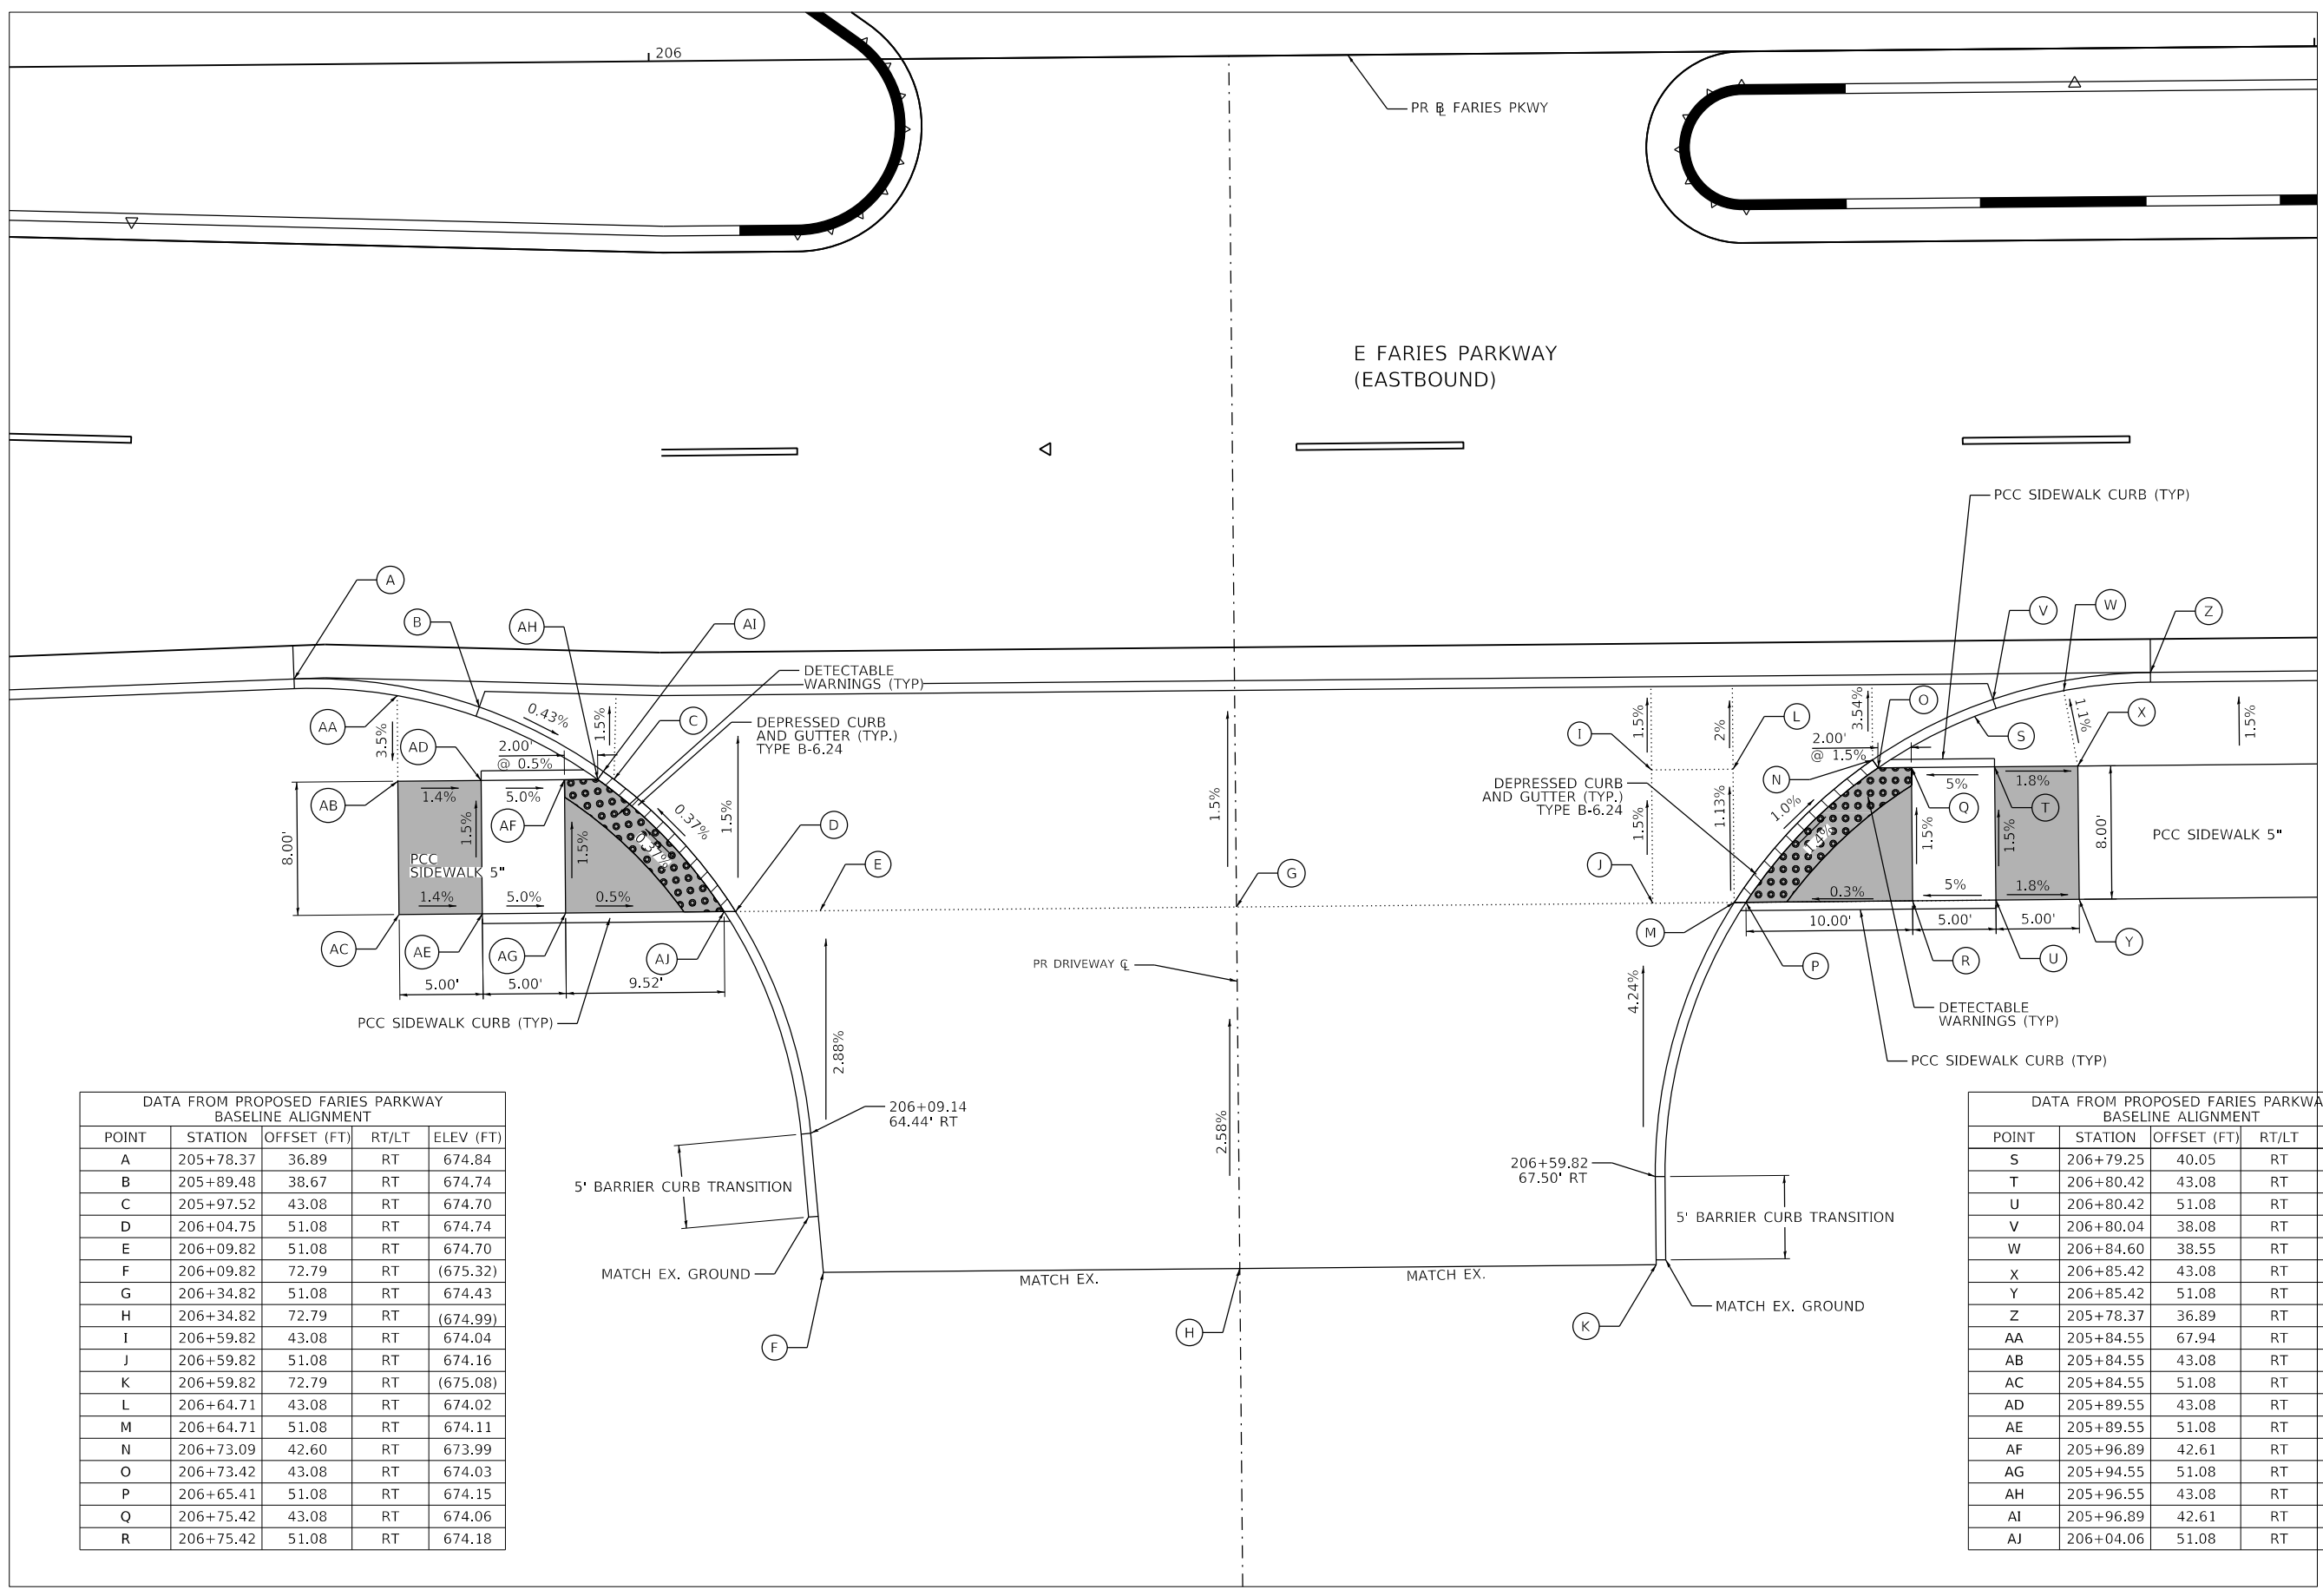 206
PR ⅊ FARIES PKWY
E FARIES PARKWAY
(EASTBOUND)
PCC SIDEWALK CURB (TYP)
A
B
AH
AI
V
W
Z
DETECTABLE
WARNINGS (TYP)
AA
3.5%
0.43%
1.5%
C
DEPRESSED CURB
AND GUTTER (TYP.)
TYPE B-6.24
1.5%
1.5%
I
1.5%
2%
L
3.54%
O
S
1.1%
X
1.5%
AD
2.00'
@ 0.5%
2.00'
@ 1.5%
N
DEPRESSED CURB
AND GUTTER (TYP.)
TYPE B-6.24
AB
1.4%
5.0%
AF
1.5%
1.5%
0.37%
0.37%
D
8.00'
PCC
SIDEWALK 5"
1.4%
5.0%
0.5%
E
G
J
1.5%
1.13%
1.0%
1.4%
5%
1.8%
Q
T
1.5%
1.5%
8.00'
PCC SIDEWALK 5"
0.3%
5%
1.8%
AC
AE
AG
AJ
5.00'
5.00'
9.52'
M
P
10.00'
5.00'
5.00'
R
U
Y
PR DRIVEWAY ℄
PCC SIDEWALK CURB (TYP)
2.88%
2.58%
4.24%
DETECTABLE
WARNINGS (TYP)
PCC SIDEWALK CURB (TYP)
206+09.14
64.44' RT
206+59.82
67.50' RT
5' BARRIER CURB TRANSITION
5' BARRIER CURB TRANSITION
MATCH EX. GROUND
MATCH EX.
MATCH EX.
MATCH EX. GROUND
F
H
K
DATA FROM PROPOSED FARIES PARKWAY
BASELINE ALIGNMENT
POINT STATION OFFSET (FT) RT/LT ELEV (FT)
A 205+78.37 36.89 RT 674.84
B 205+89.48 38.67 RT 674.74
C 205+97.52 43.08 RT 674.70
D 206+04.75 51.08 RT 674.74
E 206+09.82 51.08 RT 674.70
F 206+09.82 72.79 RT (675.32)
G 206+34.82 51.08 RT 674.43
H 206+34.82 72.79 RT (674.99)
I 206+59.82 43.08 RT 674.04
J 206+59.82 51.08 RT 674.16
K 206+59.82 72.79 RT (675.08)
L 206+64.71 43.08 RT 674.02
M 206+64.71 51.08 RT 674.11
N 206+73.09 42.60 RT 673.99
O 206+73.42 43.08 RT 674.03
P 206+65.41 51.08 RT 674.15
Q 206+75.42 43.08 RT 674.06
R 206+75.42 51.08 RT 674.18
DATA FROM PROPOSED FARIES PARKWA
BASELINE ALIGNMENT
POINT STATION OFFSET (FT) RT/LT
S 206+79.25 40.05 RT
T 206+80.42 43.08 RT
U 206+80.42 51.08 RT
V 206+80.04 38.08 RT
W 206+84.60 38.55 RT
X 206+85.42 43.08 RT
Y 206+85.42 51.08 RT
Z 205+78.37 36.89 RT
AA 205+84.55 67.94 RT
AB 205+84.55 43.08 RT
AC 205+84.55 51.08 RT
AD 205+89.55 43.08 RT
AE 205+89.55 51.08 RT
AF 205+96.89 42.61 RT
AG 205+94.55 51.08 RT
AH 205+96.55 43.08 RT
AI 205+96.89 42.61 RT
AJ 206+04.06 51.08 RT